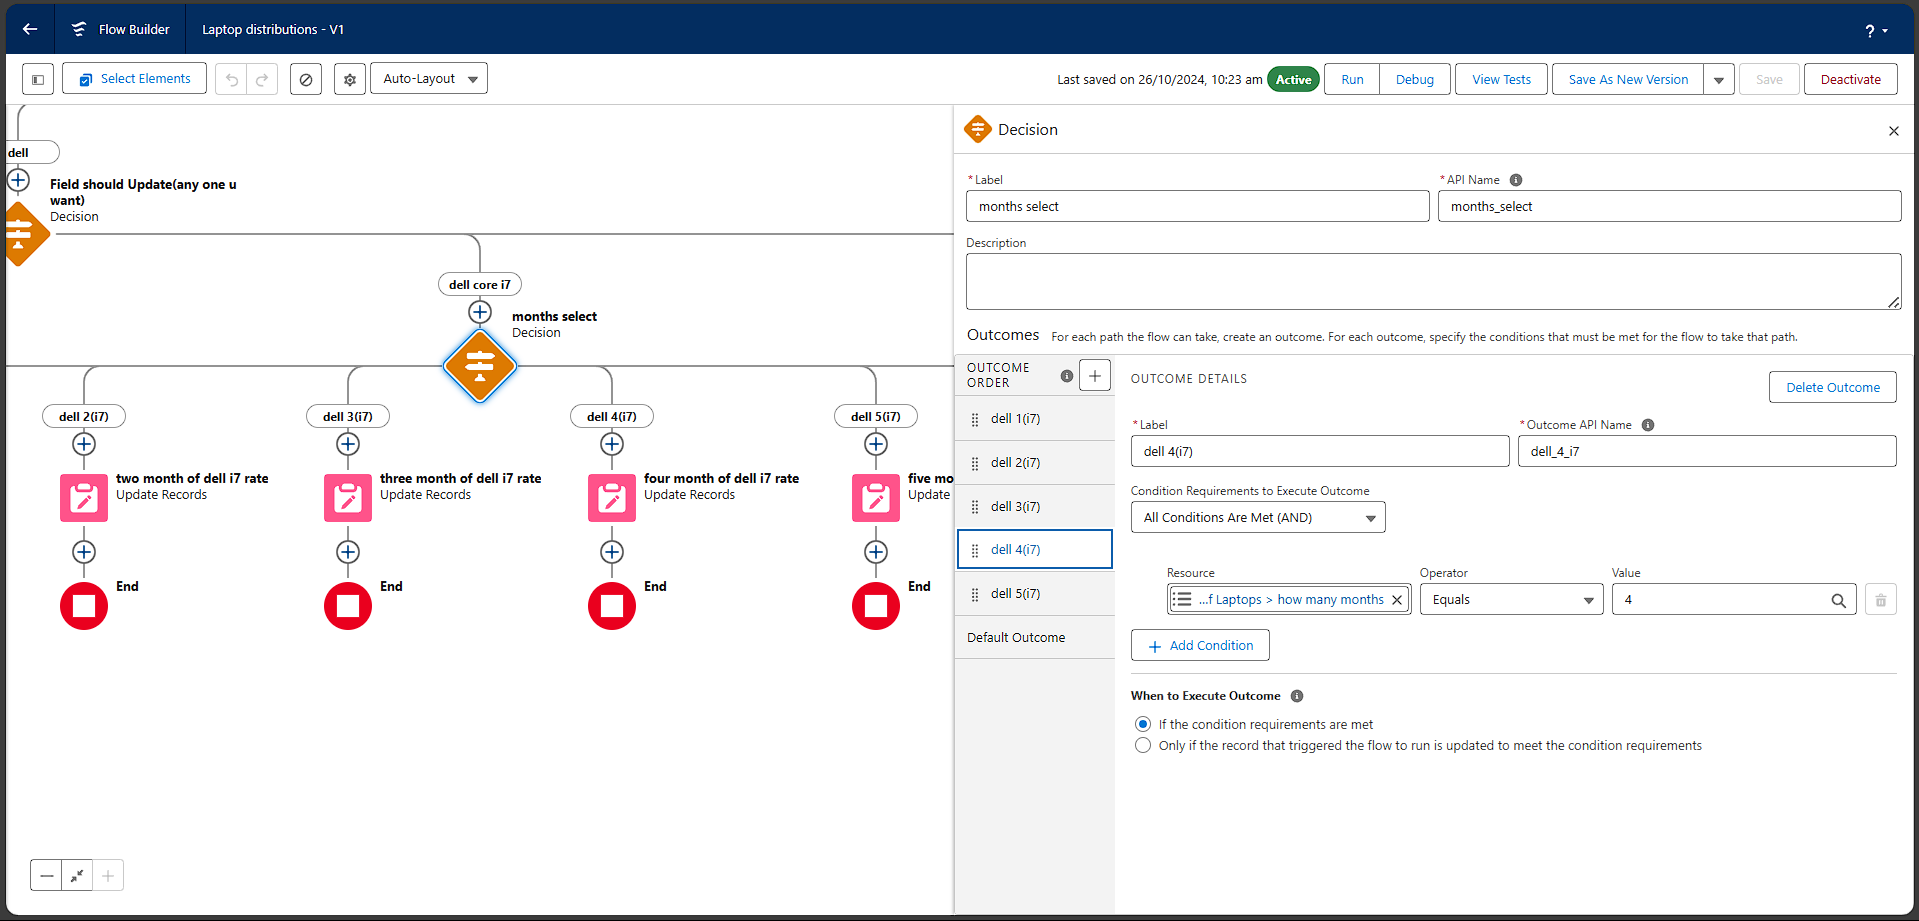 Flow Builder
Laptop distributions - V1
?
Select Elements
Auto-Layout
Last saved on 26/10/2024, 10:23 am
Active
Run
Debug
View Tests
Save As New Version
Save
Deactivate
dell
Field should Update(any one u
want)
Decision
dell core i7
months select
Decision
dell 2(i7)
dell 3(i7)
dell 4(i7)
dell 5(i7)
two month of dell i7 rate
Update Records
three month of dell i7 rate
Update Records
four month of dell i7 rate
Update Records
five mo
Update
End
End
End
End
Decision
* Label
months select
* API Name
months_select
Description
Outcomes
For each path the flow can take, create an outcome. For each outcome, specify the conditions that must be met for the flow to take that path.
OUTCOME
ORDER
dell 1(i7)
dell 2(i7)
dell 3(i7)
dell 4(i7)
dell 5(i7)
Default Outcome
OUTCOME DETAILS
Delete Outcome
* Label
dell 4(i7)
* Outcome API Name
dell_4_i7
Condition Requirements to Execute Outcome
All Conditions Are Met (AND)
Resource
...f Laptops > how many months
Operator
Equals
Value
4
Add Condition
When to Execute Outcome
If the condition requirements are met
Only if the record that triggered the flow to run is updated to meet the condition requirements